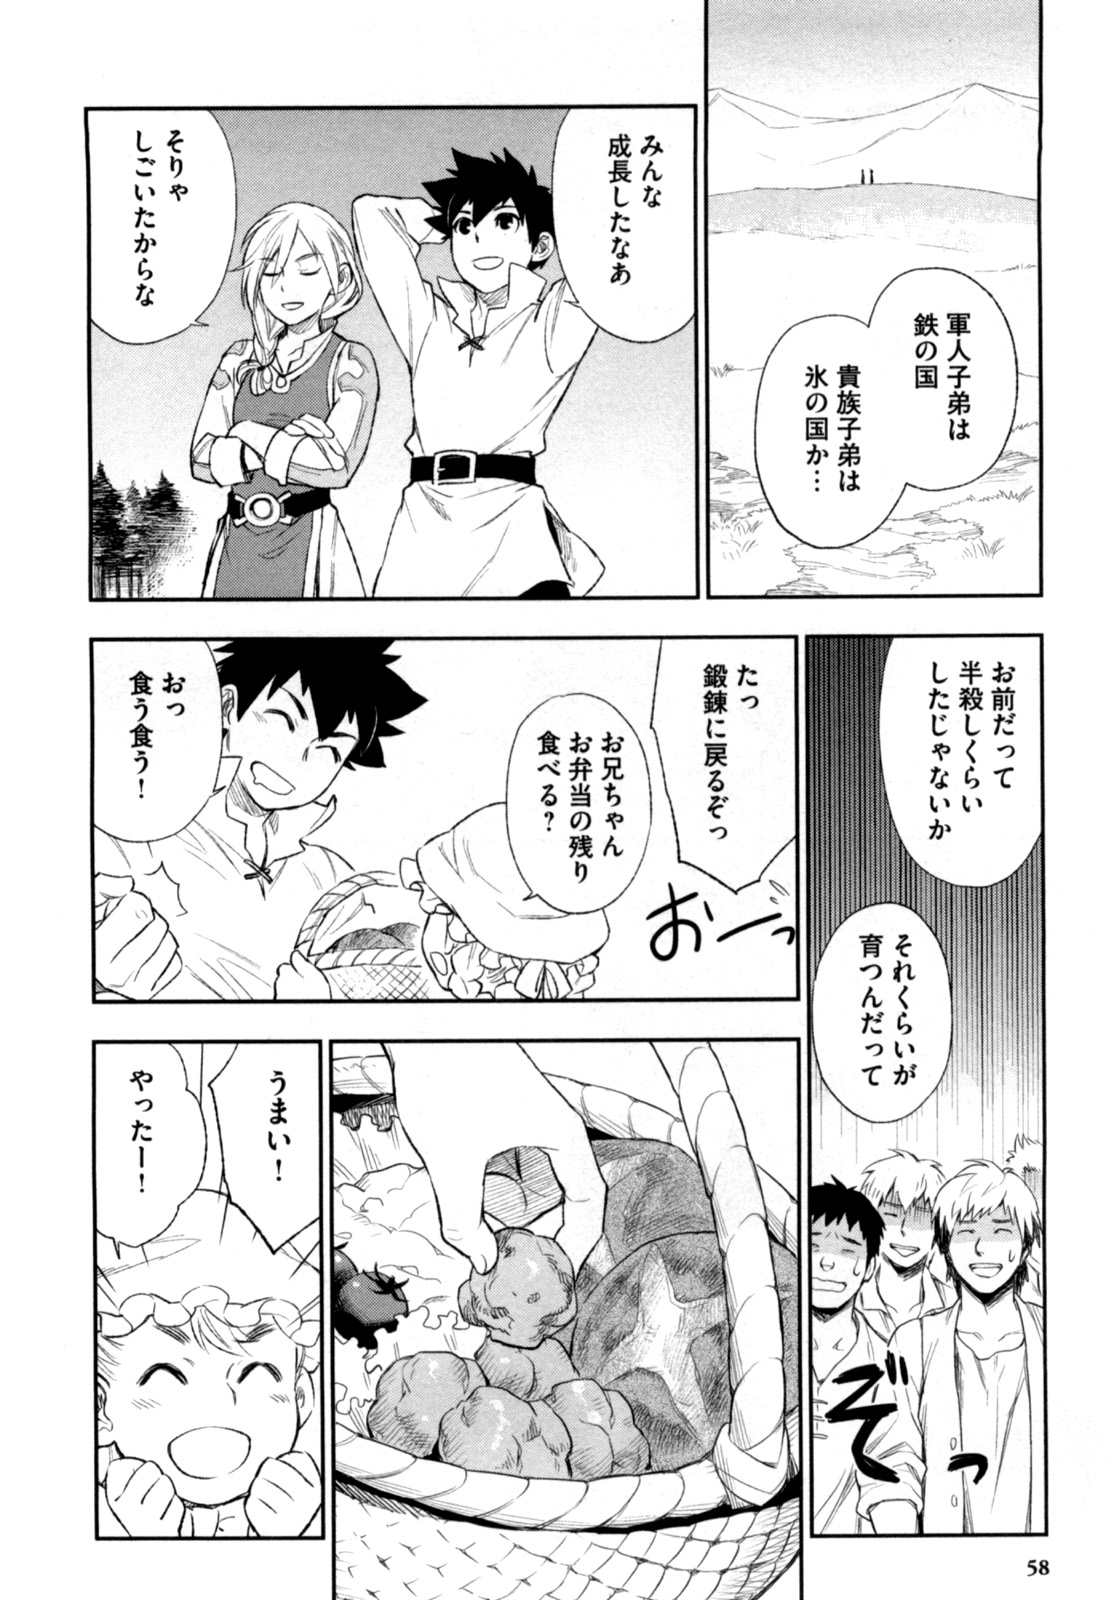 軍人子弟は
鉄の国
貴族子弟は
氷の国か…
みんな
成長したなあ
そりゃ
しごいたからな
お前だって
半殺しくらい
したじゃないか
それくらいが
育つんだって
ぞっ
たっ
鍛錬に戻るぞっ
おーっ
お兄ちゃん
お弁当の残り
食べる?
おっ
食う食う!
うまい!
やったー!
58